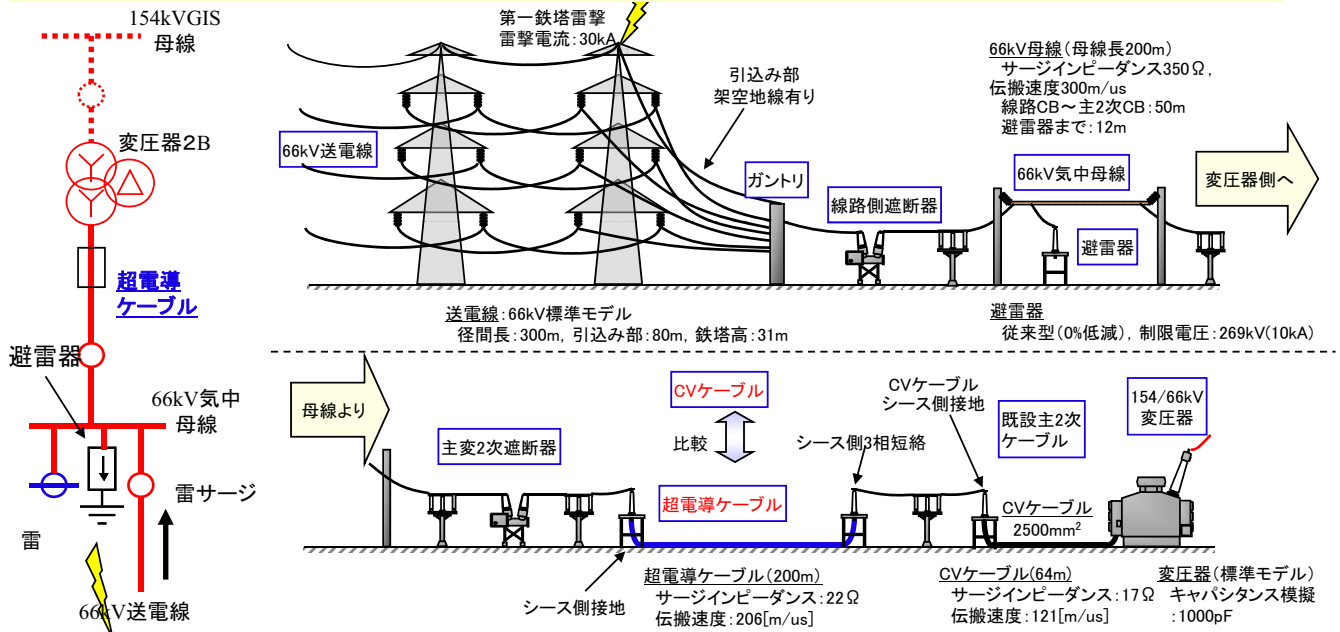 154kVGIS
母線
変圧器2B
超電導
ケーブル
避雷器
66kV気中
母線
雷サージ
雷
66kV送電線
第一鉄塔雷撃
雷撃電流:30kA
引込み部
架空地線有り
66kV母線(母線長200m)
サージインピーダンス350Ω,
伝搬速度300m/us
線路CB~主2次CB:50m
避雷器まで:12m
66kV送電線
ガントリ
線路側遮断器
66kV気中母線
避雷器
変圧器側へ
送電線:66kV標準モデル
径間長:300m, 引込み部:80m, 鉄塔高:31m
避雷器
従来型(0%低減), 制限電圧:269kV(10kA)
母線より
主変2次遮断器
CVケーブル
比較
超電導ケーブル
シース側3相短絡
CVケーブル
シース側接地
既設主2次
ケーブル
154/66kV
変圧器
CVケーブル
2500mm²
シース側接地
超電導ケーブル(200m)
サージインピーダンス:22Ω
伝搬速度:206[m/us]
CVケーブル(64m)
サージインピーダンス:17Ω
伝搬速度:121[m/us]
変圧器(標準モデル)
キャパシタンス模擬
:1000pF